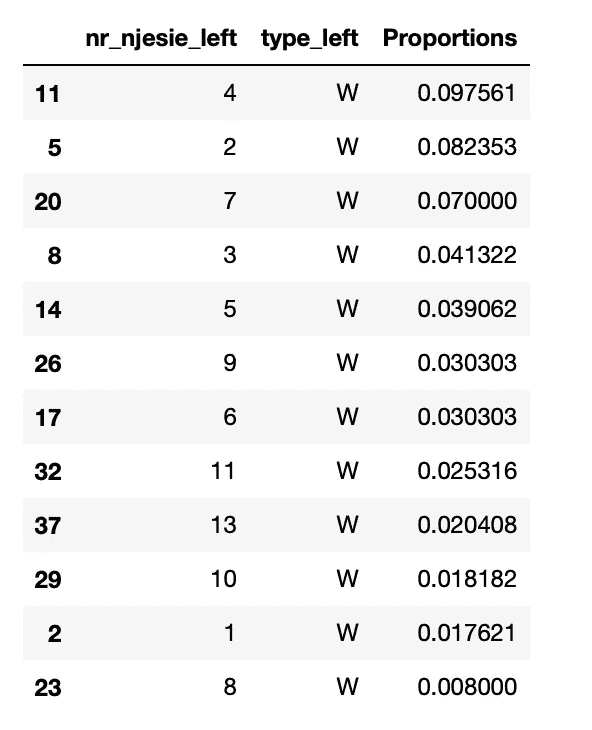 nr_njesie_left type_left Proportions
11 4 W 0.097561
5 2 W 0.082353
20 7 W 0.070000
8 3 W 0.041322
14 5 W 0.039062
26 9 W 0.030303
17 6 W 0.030303
32 11 W 0.025316
37 13 W 0.020408
29 10 W 0.018182
2 1 W 0.017621
23 8 W 0.008000